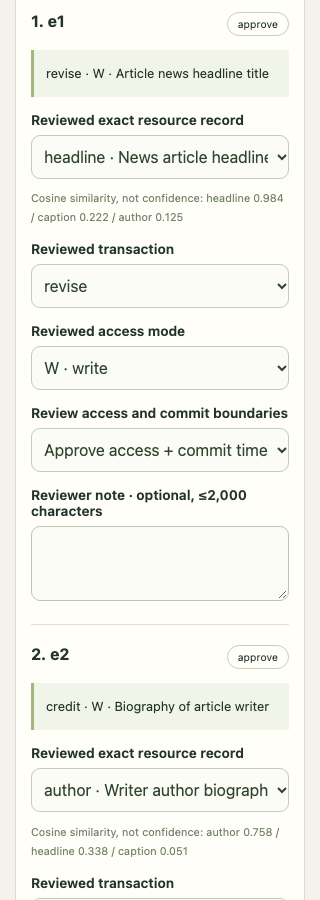 1. e1
approve
revise · W · Article news headline title
Reviewed exact resource record
headline · News article headline
Cosine similarity, not confidence: headline 0.984
/ caption 0.222 / author 0.125
Reviewed transaction
revise
Reviewed access mode
W · write
Review access and commit boundaries
Approve access + commit time
Reviewer note · optional, ≤2,000
characters
2. e2
approve
credit · W · Biography of article writer
Reviewed exact resource record
author · Writer author biograph
Cosine similarity, not confidence: author 0.758 /
headline 0.338 / caption 0.051
Reviewed transaction